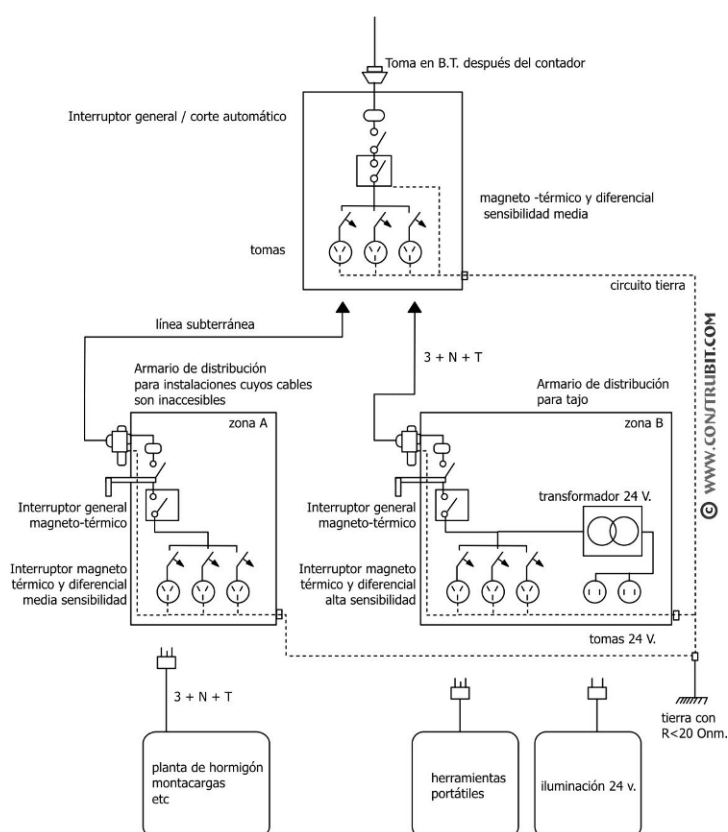 Toma en B.T. después del contador
Interruptor general / corte automático
magneto -térmico y diferencial
sensibilidad media
tomas
circuito tierra
línea subterránea
3 + N + T
Armario de distribución
para instalaciones cuyos cables
son inaccesibles
Armario de distribución
para tajo
zona A
zona B
Interruptor general
magneto-térmico
Interruptor general
magneto-térmico
transformador 24 V.
Interruptor magneto
térmico y diferencial
media sensibilidad
Interruptor magneto
térmico y diferencial
alta sensibilidad
tomas 24 V.
3 + N + T
tierra con
R<20 Onm.
planta de hormigón
montacargas
etc
herramientas
portátiles
iluminación 24 v.
© WWW.CONSTRUBIT.COM